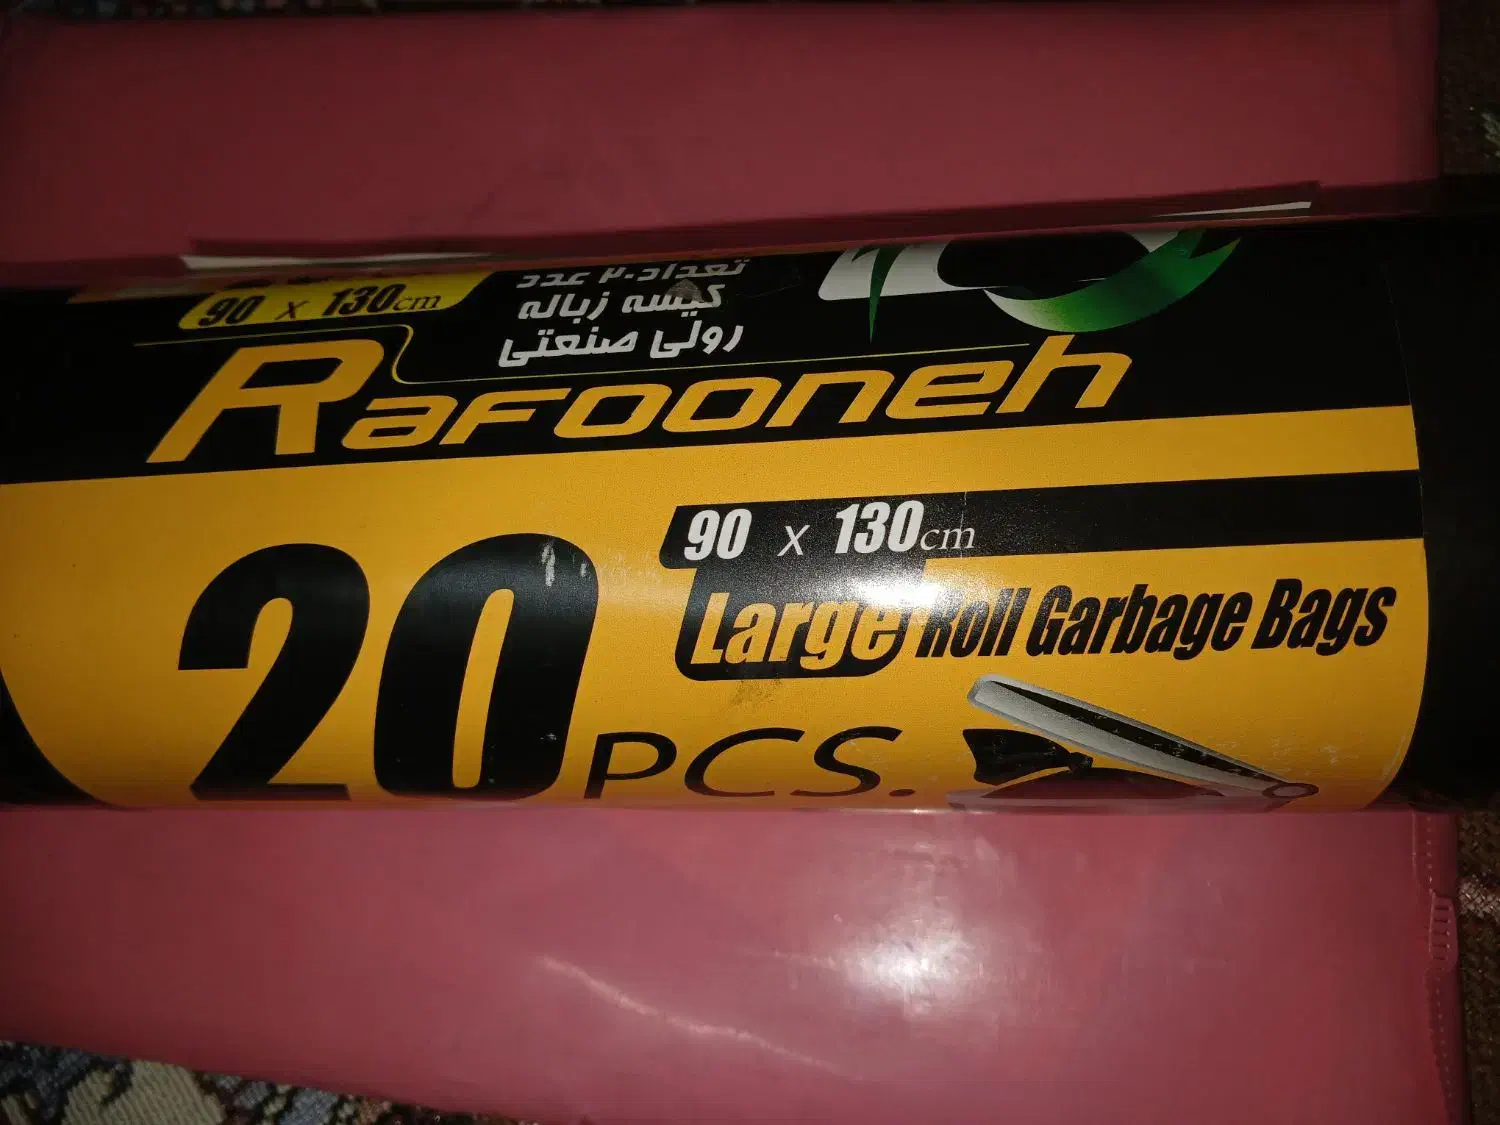 90 x 130cm
تعداد ۲۰ عدد
کیسه زباله
رولی صنعتی
Rafooneh
90 x 130cm
Large Roll Garbage Bags
20 PCS.